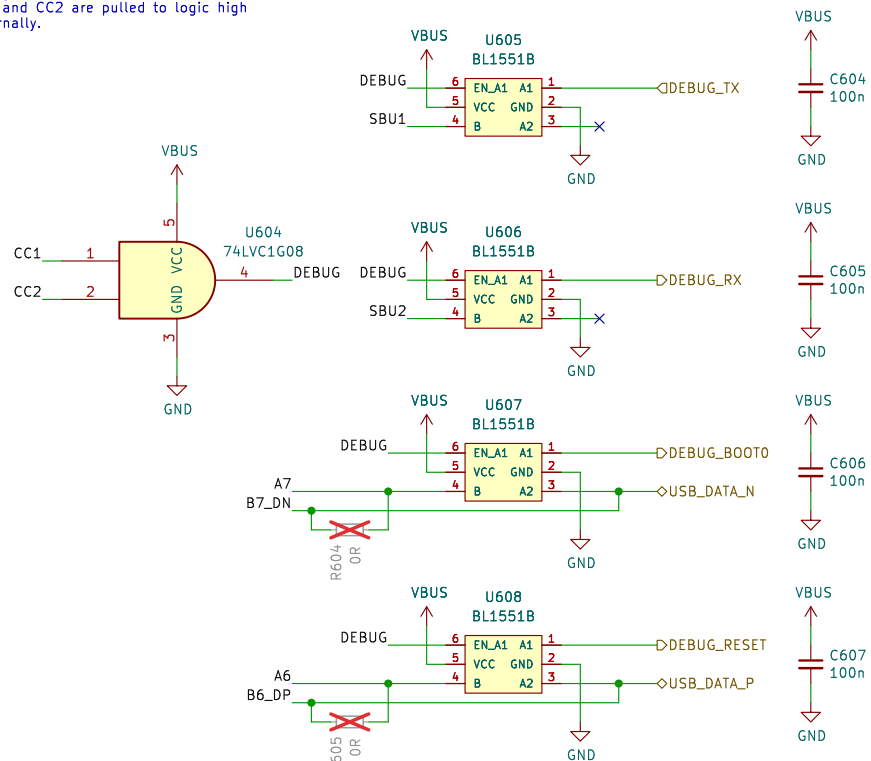 and CC2 are pulled to logic high
rnally.
VBUS
5
CC1
1
CC2
2
VCC
GND
U604
74LVC1G08
4
DEBUG
3
GND
VBUS
U605
BL1551B
DEBUG
6
EN_A1
A1
1
DEBUG_TX
5
VCC
GND
2
SBU1
4
B
A2
3
GND
VBUS
C604
100n
GND
VBUS
U606
BL1551B
DEBUG
6
EN_A1
A1
1
DEBUG_RX
5
VCC
GND
2
SBU2
4
B
A2
3
GND
VBUS
C605
100n
GND
VBUS
U607
BL1551B
DEBUG
6
EN_A1
A1
1
DEBUG_BOOT0
5
VCC
GND
2
A7
4
B
A2
3
USB_DATA_N
B7_DN
R604
0R
GND
VBUS
C606
100n
GND
VBUS
U608
BL1551B
DEBUG
6
EN_A1
A1
1
DEBUG_RESET
5
VCC
GND
2
A6
4
B
A2
3
USB_DATA_P
B6_DP
605
0R
GND
VBUS
C607
100n
GND